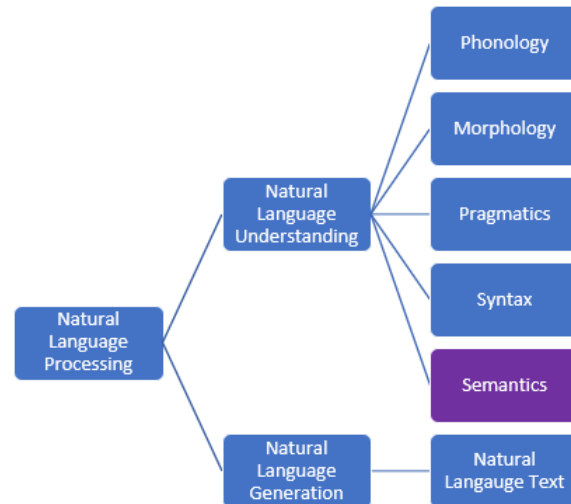 Phonology
Morphology
Natural
Language
Understanding
Pragmatics
Syntax
Natural
Language
Processing
Semantics
Natural
Language
Generation
Natural
Langauge Text